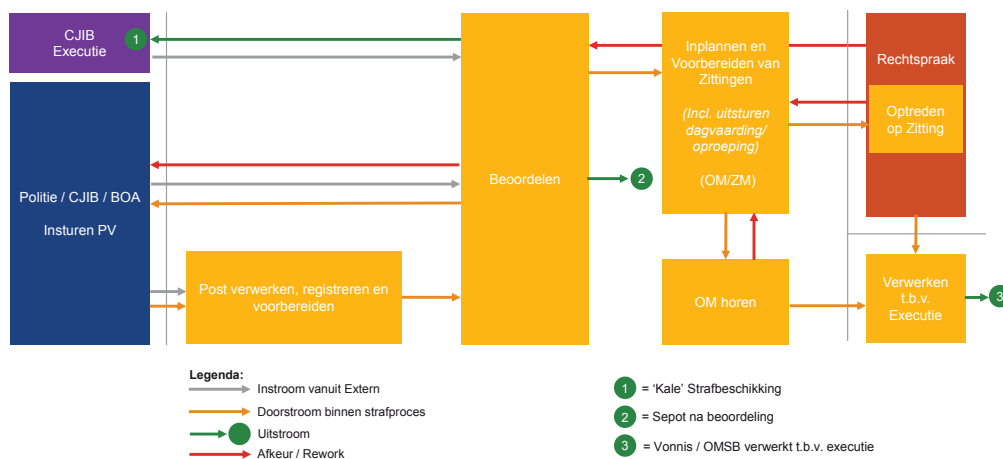 CJIB
Executie
1
Politie / CJIB / BOA
Insturen PV
Post verwerken, registreren en
voorbereiden
Beoordelen
2
Inplannen en
Voorbereiden van
Zittingen
(Incl. uitsturen
dagvaarding/
oproeping)
(OM/ZM)
OM horen
Rechtspraak
Optreden
op Zitting
Verwerken
t.b.v.
Executie
3
Legenda:
Instroom vanuit Extern
Doorstroom binnen strafproces
Uitstroom
Afkeur / Rework
1 = ‘Kale’ Strafbeschikking
2 = Sepot na beoordeling
3 = Vonnis / OMSB verwerkt t.b.v. executie